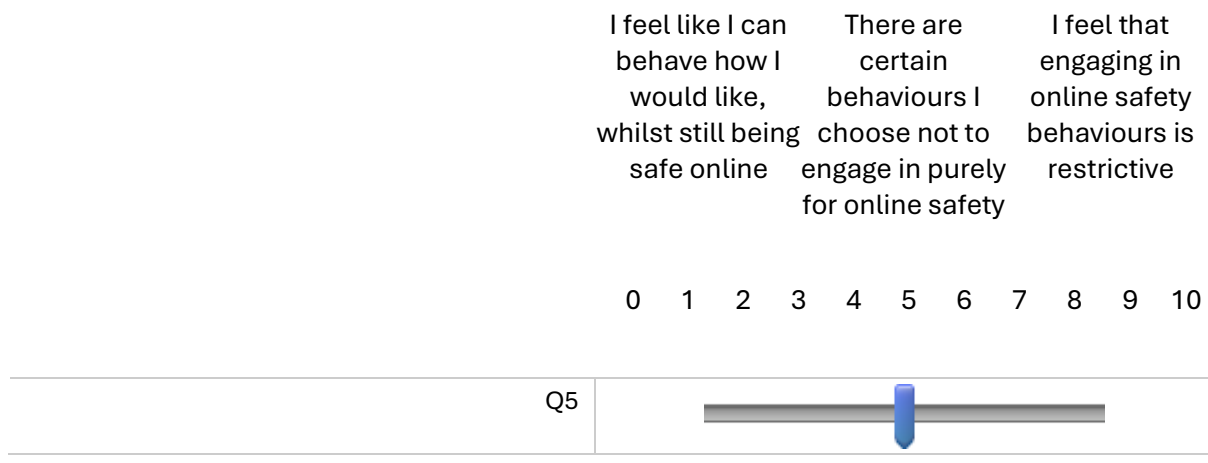 I feel like I can
behave how I
would like,
whilst still being
safe online
There are
certain
behaviours I
choose not to
engage in purely
for online safety
I feel that
engaging in
online safety
behaviours is
restrictive
0 1 2 3 4 5 6 7 8 9 10
Q5